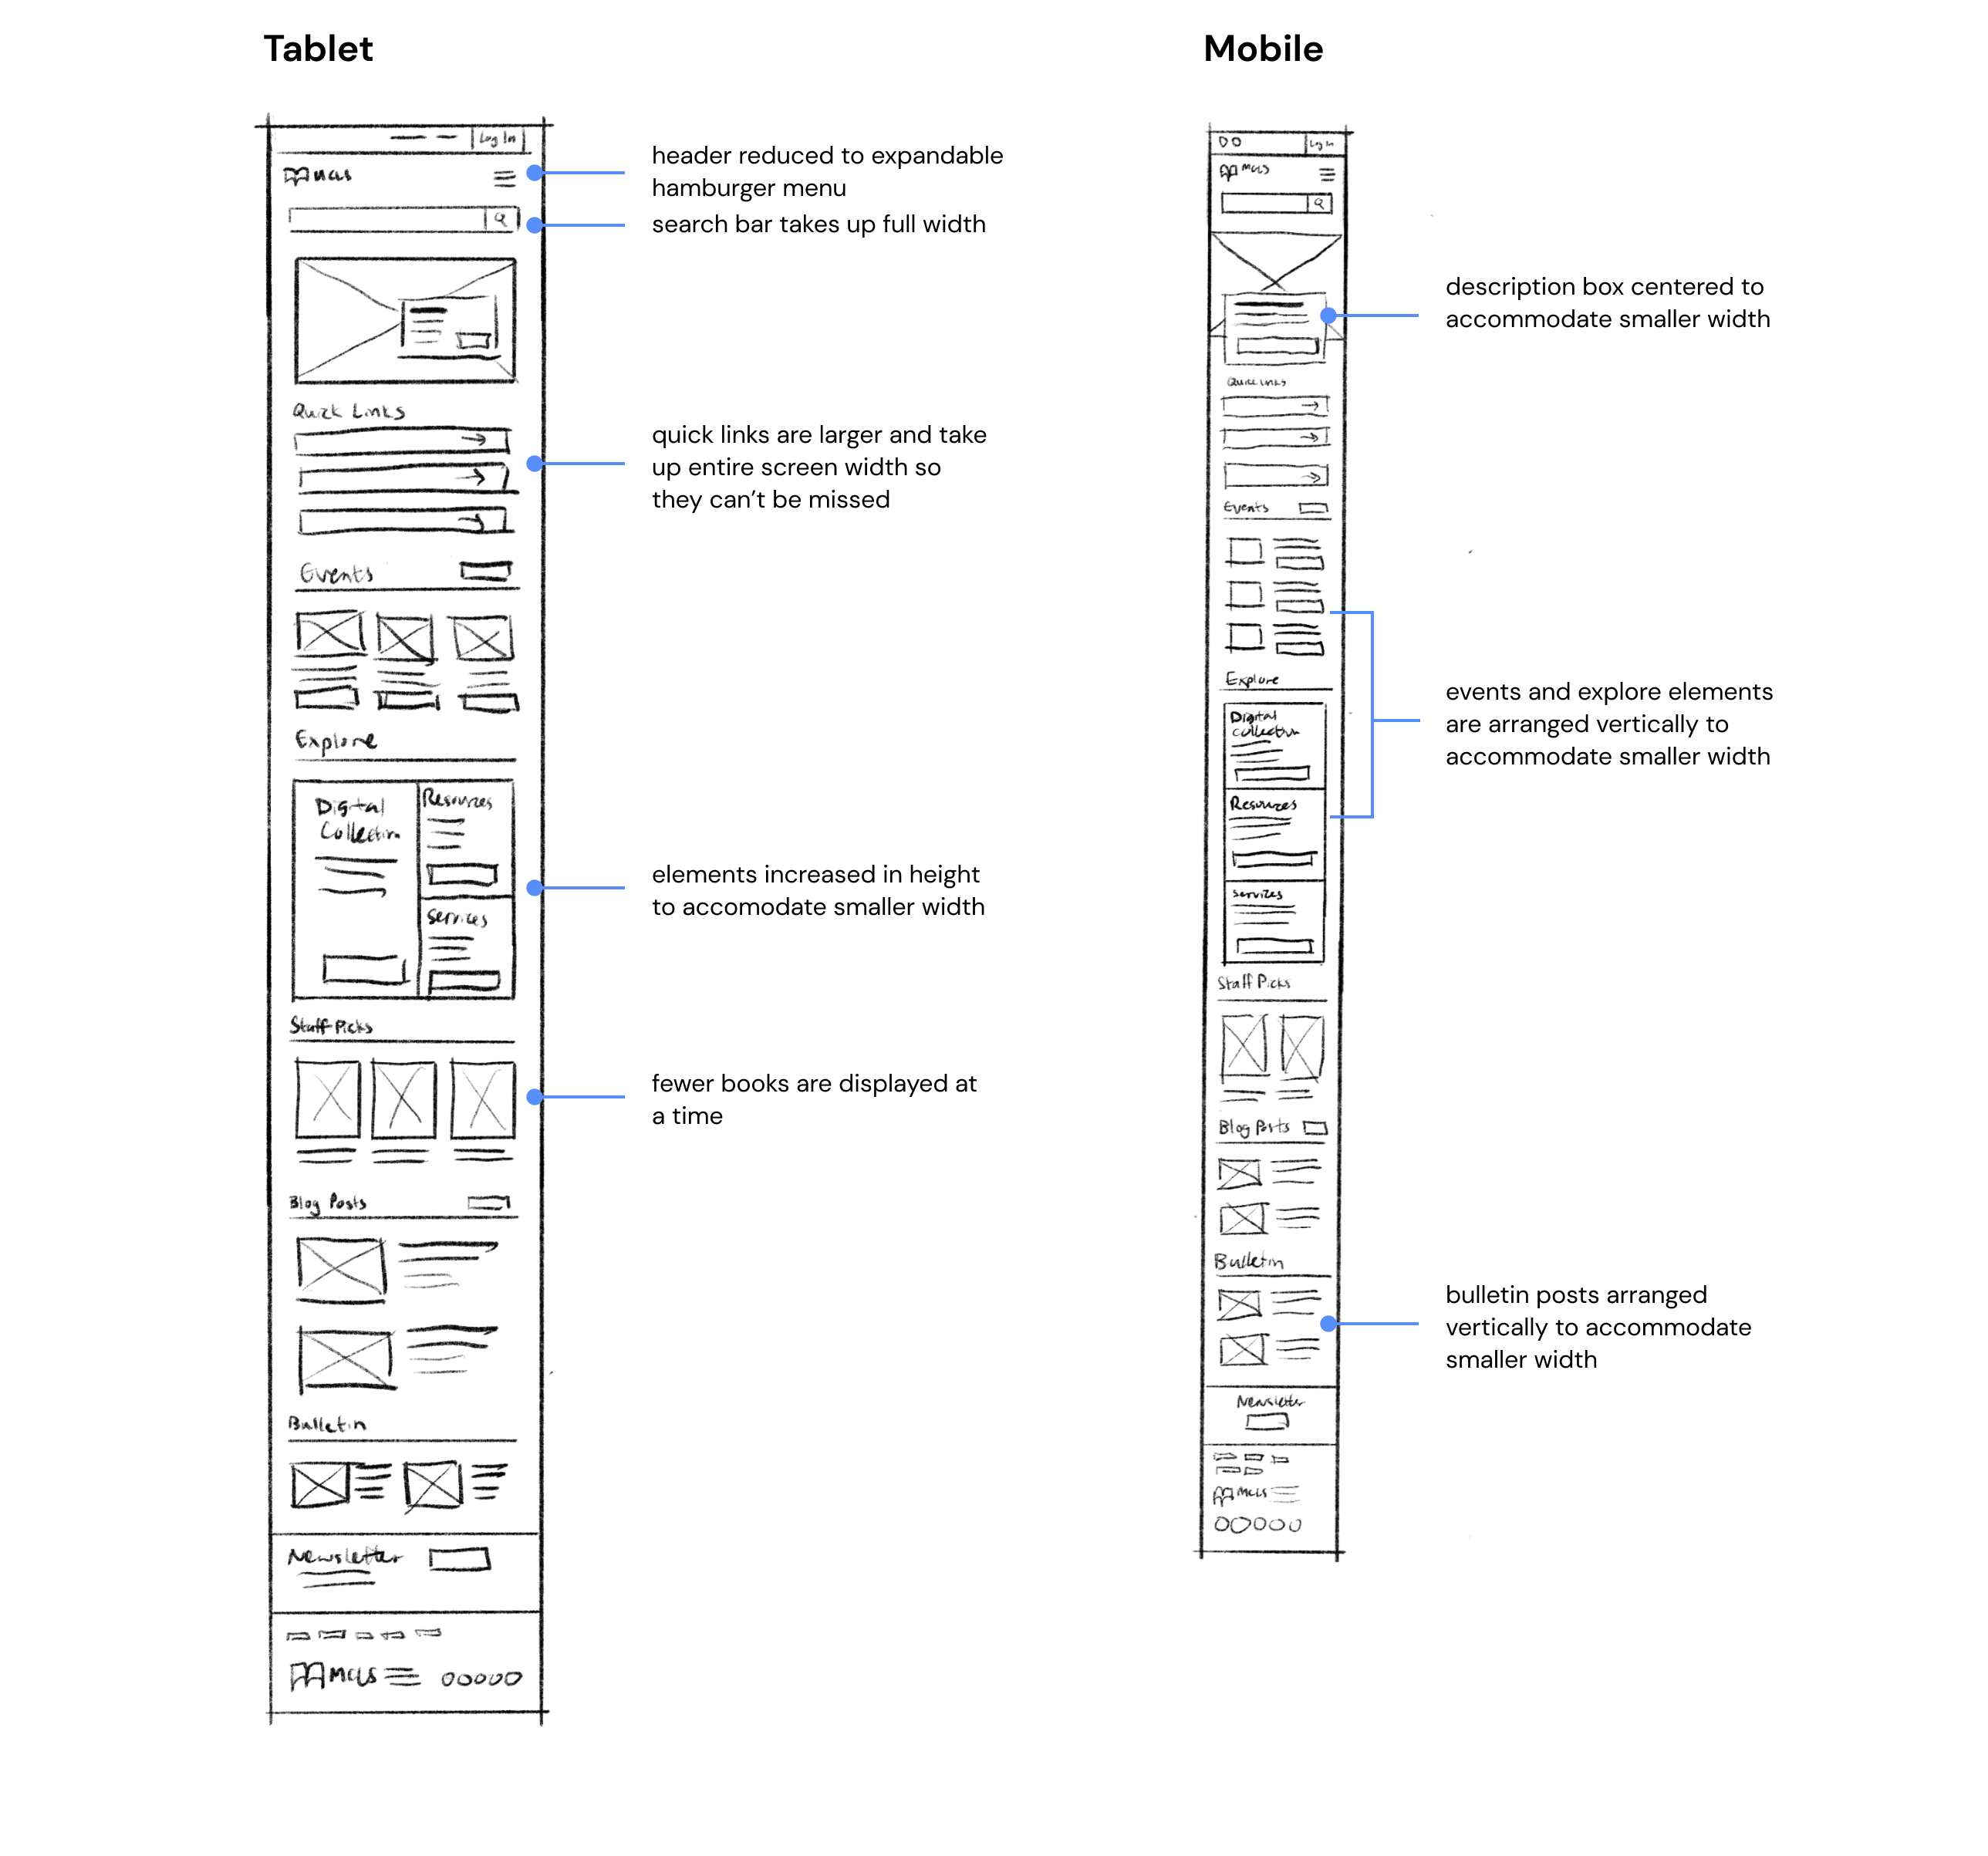 Tablet
Log In
MCLS
header reduced to expandable
hamburger menu
search bar takes up full width
Quick Links
quick links are larger and take
up entire screen width so
they can’t be missed
Events
Explore
Digital
Collection
Resources
Services
elements increased in height
to accomodate smaller width
Staff Picks
fewer books are displayed at
a time
Blog Posts
Bulletin
Newsletter
MCLS
Mobile
Log In
MCLS
description box centered to
accommodate smaller width
Quick Links
Events
Explore
Digital
Collection
Resources
Services
events and explore elements
are arranged vertically to
accommodate smaller width
Staff Picks
Blog Posts
Bulletin
bulletin posts arranged
vertically to accommodate
smaller width
Newsletter
MCLS